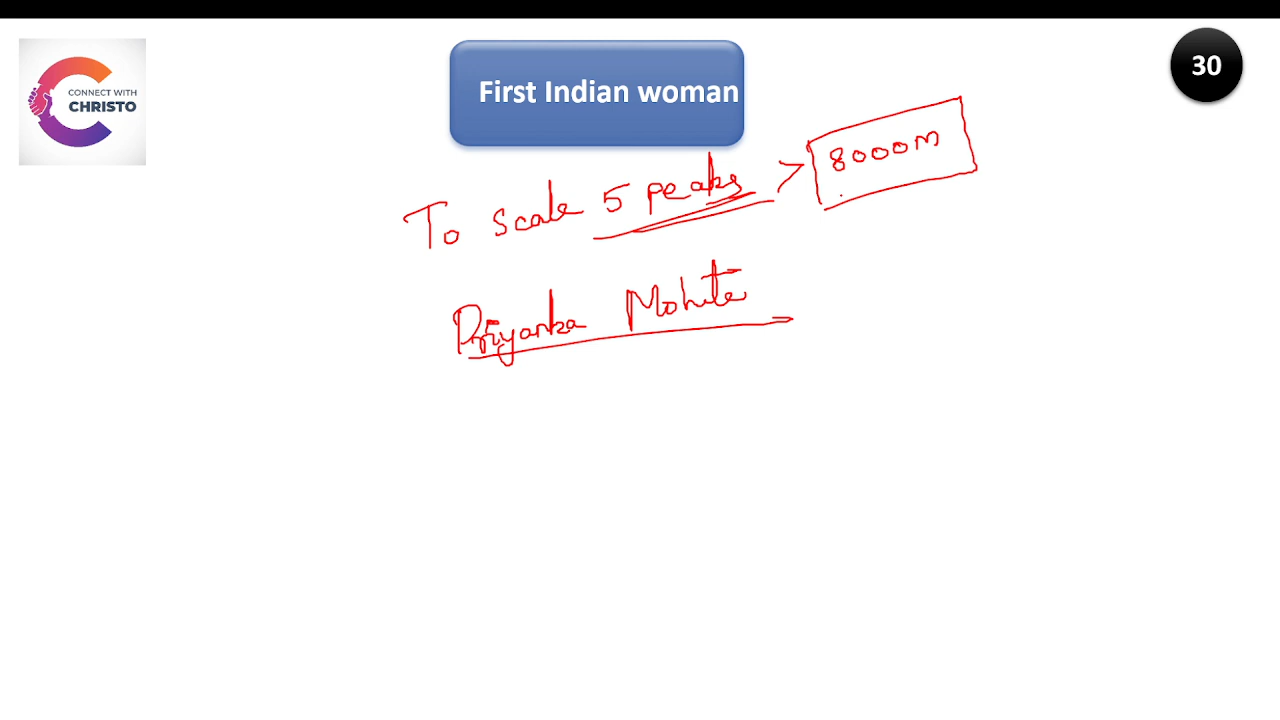 CONNECT WITH
CHRISTO
First Indian woman
30
To scale 5 peaks > 8000m
Priyanka Mohite